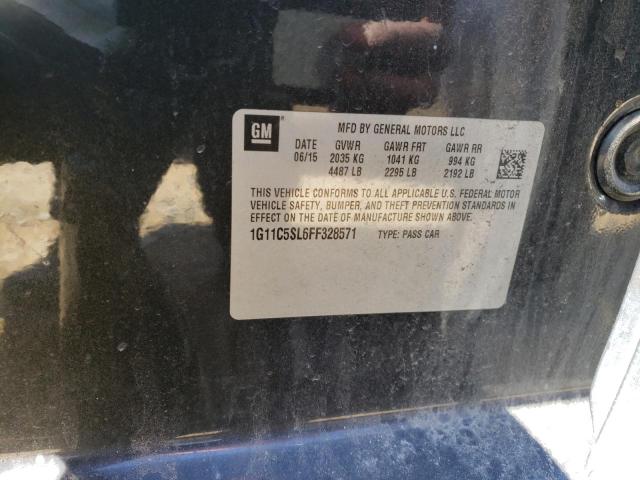 GM
MFD BY GENERAL MOTORS LLC
DATE GVWR GAWR FRT GAWR RR
06/15 2035 KG 1041 KG 994 KG
4487 LB 2295 LB 2192 LB
THIS VEHICLE CONFORMS TO ALL APPLICABLE U.S. FEDERAL MOTOR
VEHICLE SAFETY, BUMPER, AND THEFT PREVENTION STANDARDS IN
EFFECT ON THE DATE OF MANUFACTURE SHOWN ABOVE.
1G11C5SL6FF328571 TYPE: PASS CAR